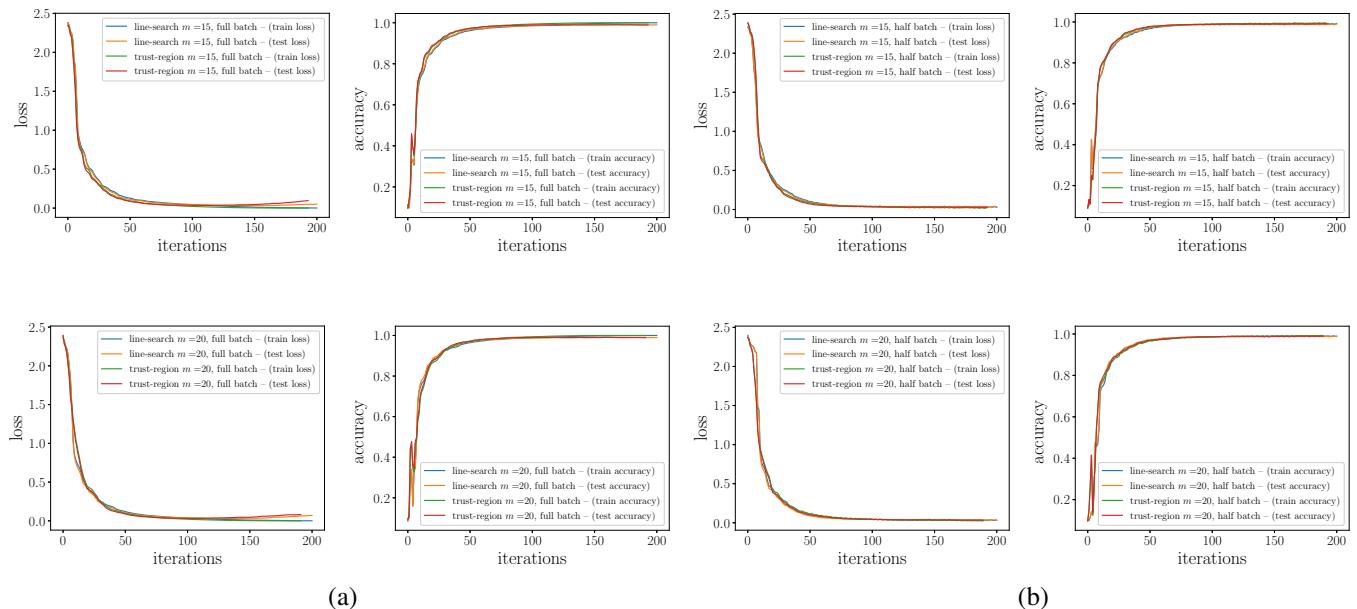 2.5
2.0
1.5
1.0
0.5
0.0
loss
0 50 100 150 200
iterations
line-search m =15, full batch – (train loss)
line-search m =15, full batch – (test loss)
trust-region m =15, full batch – (train loss)
trust-region m =15, full batch – (test loss)
1.0
0.8
0.6
0.4
0.2
accuracy
0 50 100 150 200
iterations
line-search m =15, full batch – (train accuracy)
line-search m =15, full batch – (test accuracy)
trust-region m =15, full batch – (train accuracy)
trust-region m =15, full batch – (test accuracy)
2.5
2.0
1.5
1.0
0.5
0.0
loss
0 50 100 150 200
iterations
line-search m =15, half batch – (train loss)
line-search m =15, half batch – (test loss)
trust-region m =15, half batch – (train loss)
trust-region m =15, half batch – (test loss)
1.0
0.8
0.6
0.4
0.2
accuracy
0 50 100 150 200
iterations
line-search m =15, half batch – (train accuracy)
line-search m =15, half batch – (test accuracy)
trust-region m =15, half batch – (train accuracy)
trust-region m =15, half batch – (test accuracy)
2.5
2.0
1.5
1.0
0.5
0.0
loss
0 50 100 150 200
iterations
line-search m =20, full batch – (train loss)
line-search m =20, full batch – (test loss)
trust-region m =20, full batch – (train loss)
trust-region m =20, full batch – (test loss)
1.0
0.8
0.6
0.4
0.2
accuracy
0 50 100 150 200
iterations
line-search m =20, full batch – (train accuracy)
line-search m =20, full batch – (test accuracy)
trust-region m =20, full batch – (train accuracy)
trust-region m =20, full batch – (test accuracy)
2.5
2.0
1.5
1.0
0.5
0.0
loss
0 50 100 150 200
iterations
line-search m =20, half batch – (train loss)
line-search m =20, half batch – (test loss)
trust-region m =20, half batch – (train loss)
trust-region m =20, half batch – (test loss)
1.0
0.8
0.6
0.4
0.2
accuracy
0 50 100 150 200
iterations
line-search m =20, half batch – (train accuracy)
line-search m =20, half batch – (test accuracy)
trust-region m =20, half batch – (train accuracy)
trust-region m =20, half batch – (test accuracy)
(a)
(b)